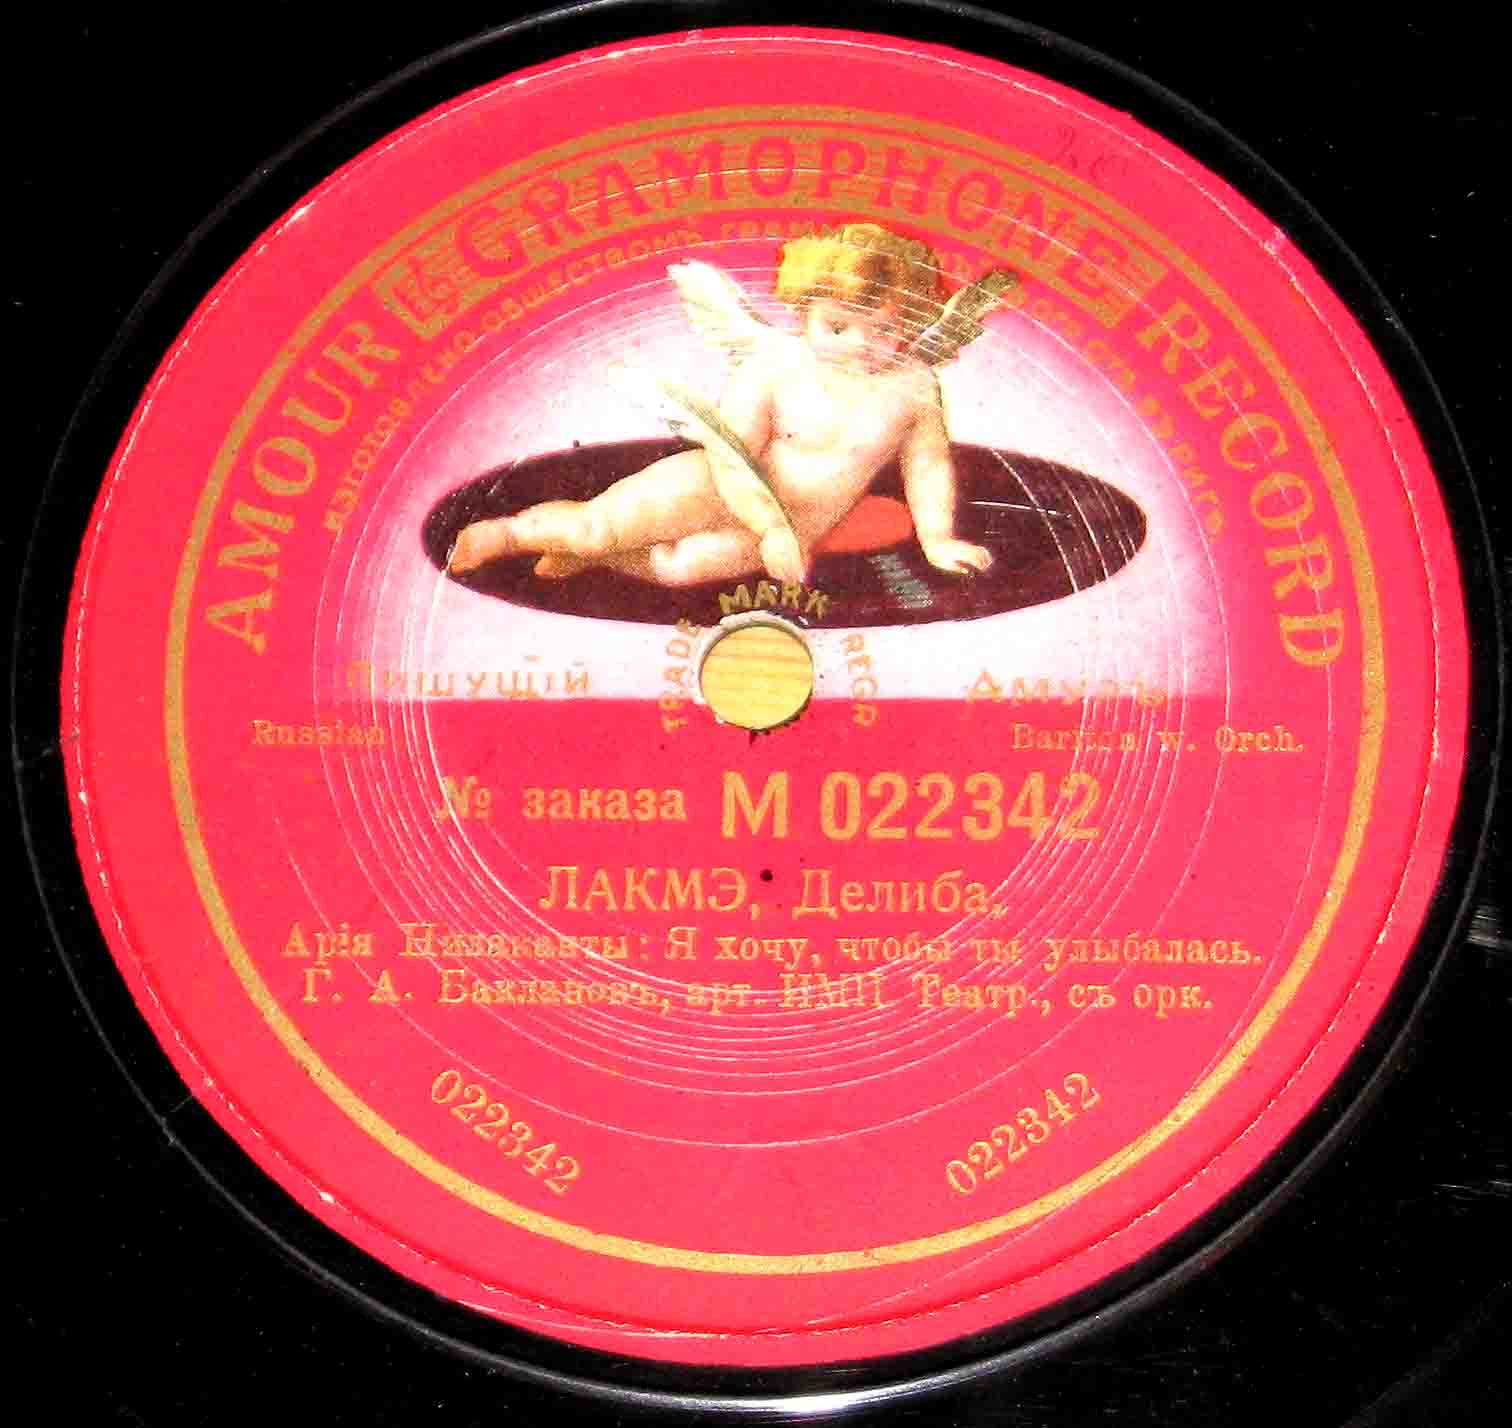 AMOUR GRAMOPHONE RECORD
TRADE MARK REGR
Пишущій Амуръ
Russian Bariton w. Orch.
№ заказа М 022342
ЛАКМЭ, Делиба,
Арія Нилаканты: Я хочу, чтобы ты улыбалась.
Г. А. Баклановъ, арт. ИМП. Театр., съ орк.
022342 022342